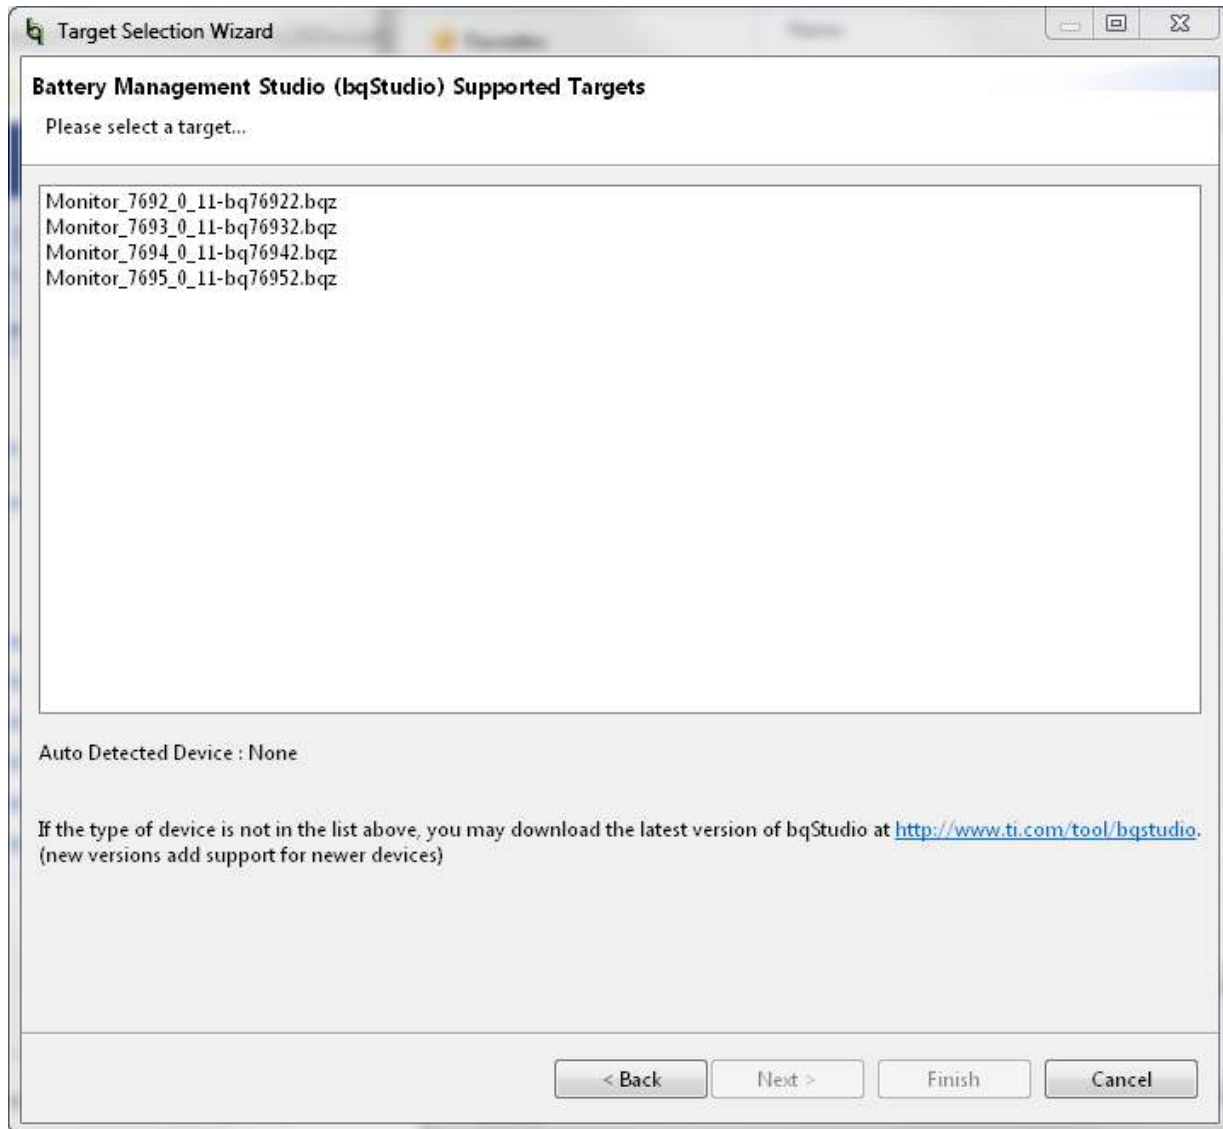 Target Selection Wizard
Battery Management Studio (bqStudio) Supported Targets
Please select a target...
Monitor_7692_0_11-bq76922.bqz
Monitor_7693_0_11-bq76932.bqz
Monitor_7694_0_11-bq76942.bqz
Monitor_7695_0_11-bq76952.bqz
Auto Detected Device : None
If the type of device is not in the list above, you may download the latest version of bqStudio at http://www.ti.com/tool/bqstudio.
(new versions add support for newer devices)
< Back Next > Finish Cancel